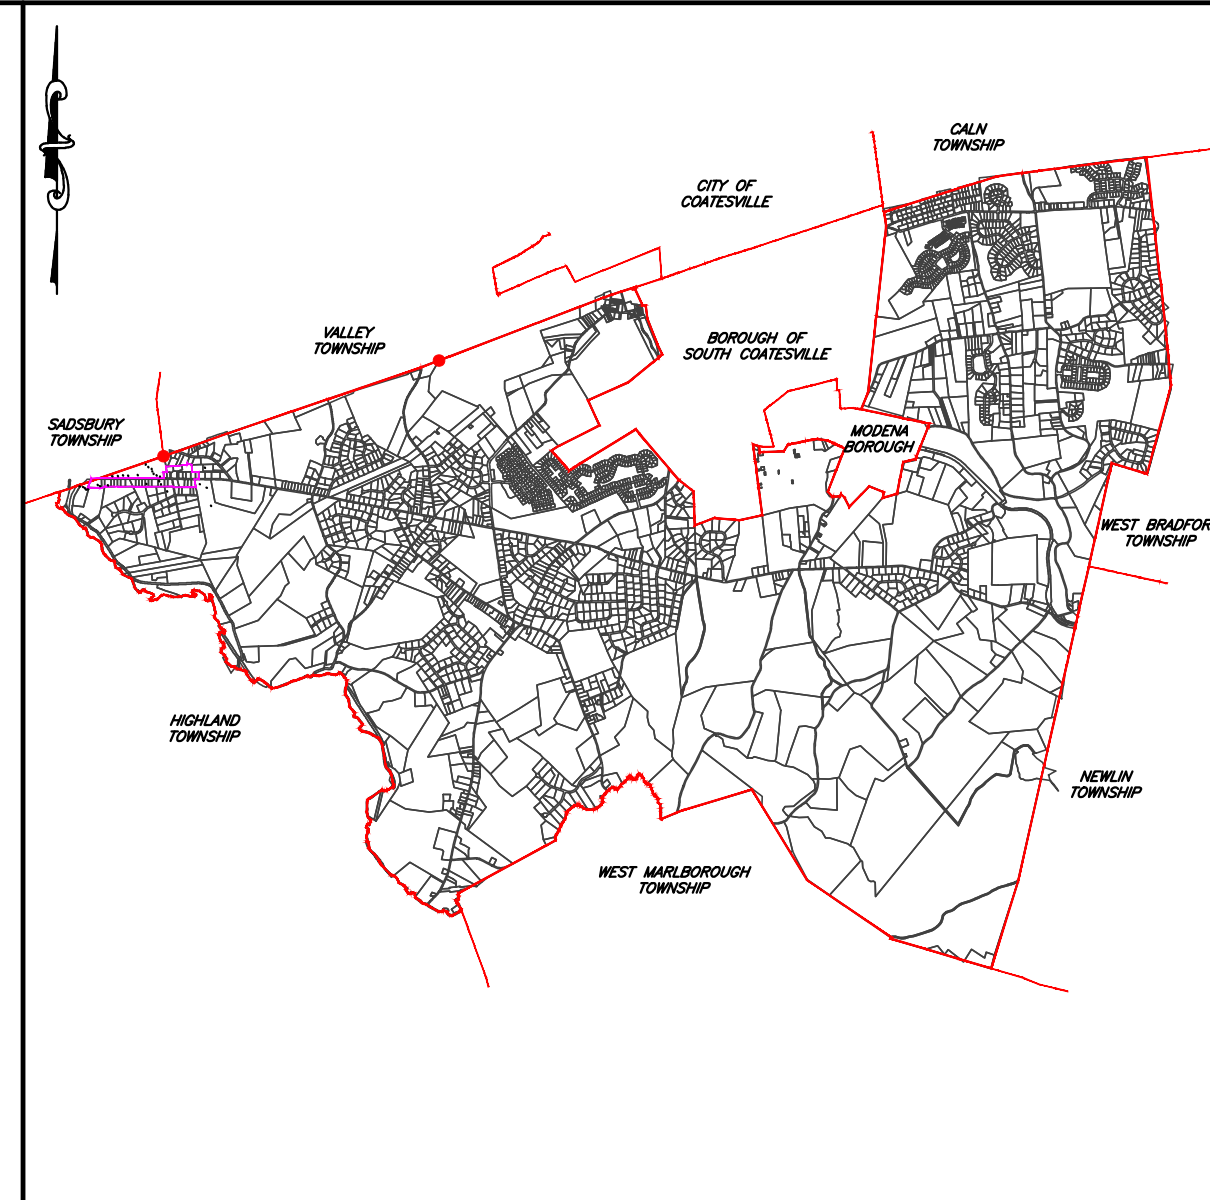 CALN
TOWNSHIP
CITY OF
COATESVILLE
VALLEY
TOWNSHIP
BOROUGH OF
SOUTH COATESVILLE
SADSBURY
TOWNSHIP
MODENA
BOROUGH
WEST BRADFOR
TOWNSHIP
HIGHLAND
TOWNSHIP
NEWLIN
TOWNSHIP
WEST MARLBOROUGH
TOWNSHIP